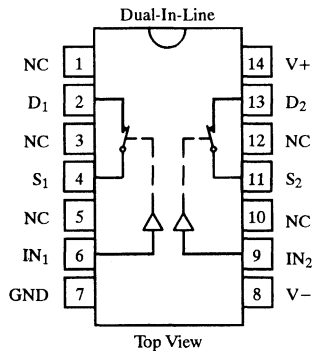 Dual-In-Line
NC 1 14 V+
D1 2 13 D2
NC 3 12 NC
S1 4 11 S2
NC 5 10 NC
IN1 6 9 IN2
GND 7 8 V−
Top View